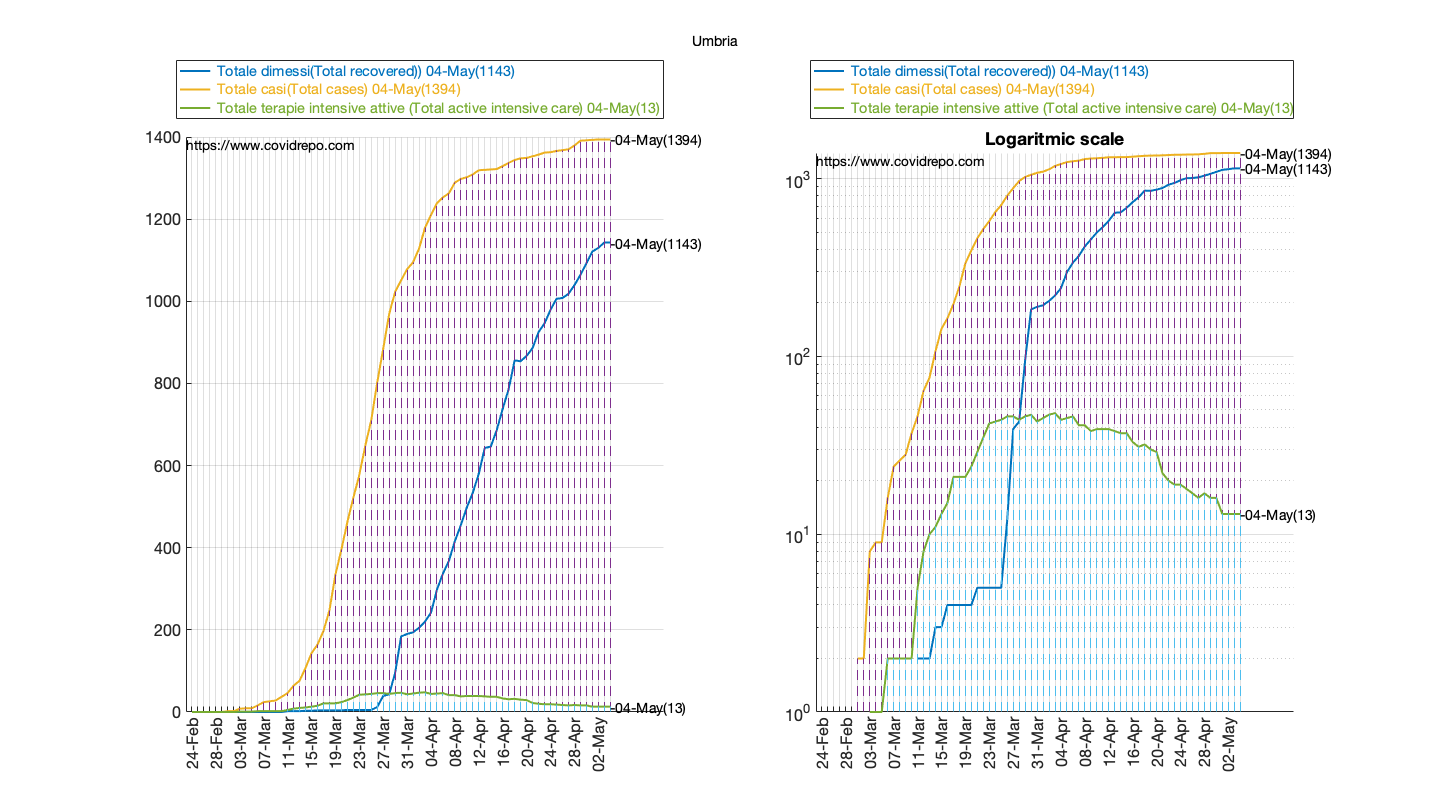 Umbria
Totale dimessi(Total recovered)) 04-May(1143)
Totale casi(Total cases) 04-May(1394)
Totale terapie intensive attive (Total active intensive care) 04-May(13)
https://www.covidrepo.com
1400
1200
1000
800
600
400
200
0
04-May(1394)
04-May(1143)
04-May(13)
24-Feb
28-Feb
03-Mar
07-Mar
11-Mar
15-Mar
19-Mar
23-Mar
27-Mar
31-Mar
04-Apr
08-Apr
12-Apr
16-Apr
20-Apr
24-Apr
28-Apr
02-May
Totale dimessi(Total recovered)) 04-May(1143)
Totale casi(Total cases) 04-May(1394)
Totale terapie intensive attive (Total active intensive care) 04-May(13)
Logaritmic scale
https://www.covidrepo.com
10³
10²
10¹
10⁰
04-May(1394)
04-May(1143)
04-May(13)
24-Feb
28-Feb
03-Mar
07-Mar
11-Mar
15-Mar
19-Mar
23-Mar
27-Mar
31-Mar
04-Apr
08-Apr
12-Apr
16-Apr
20-Apr
24-Apr
28-Apr
02-May